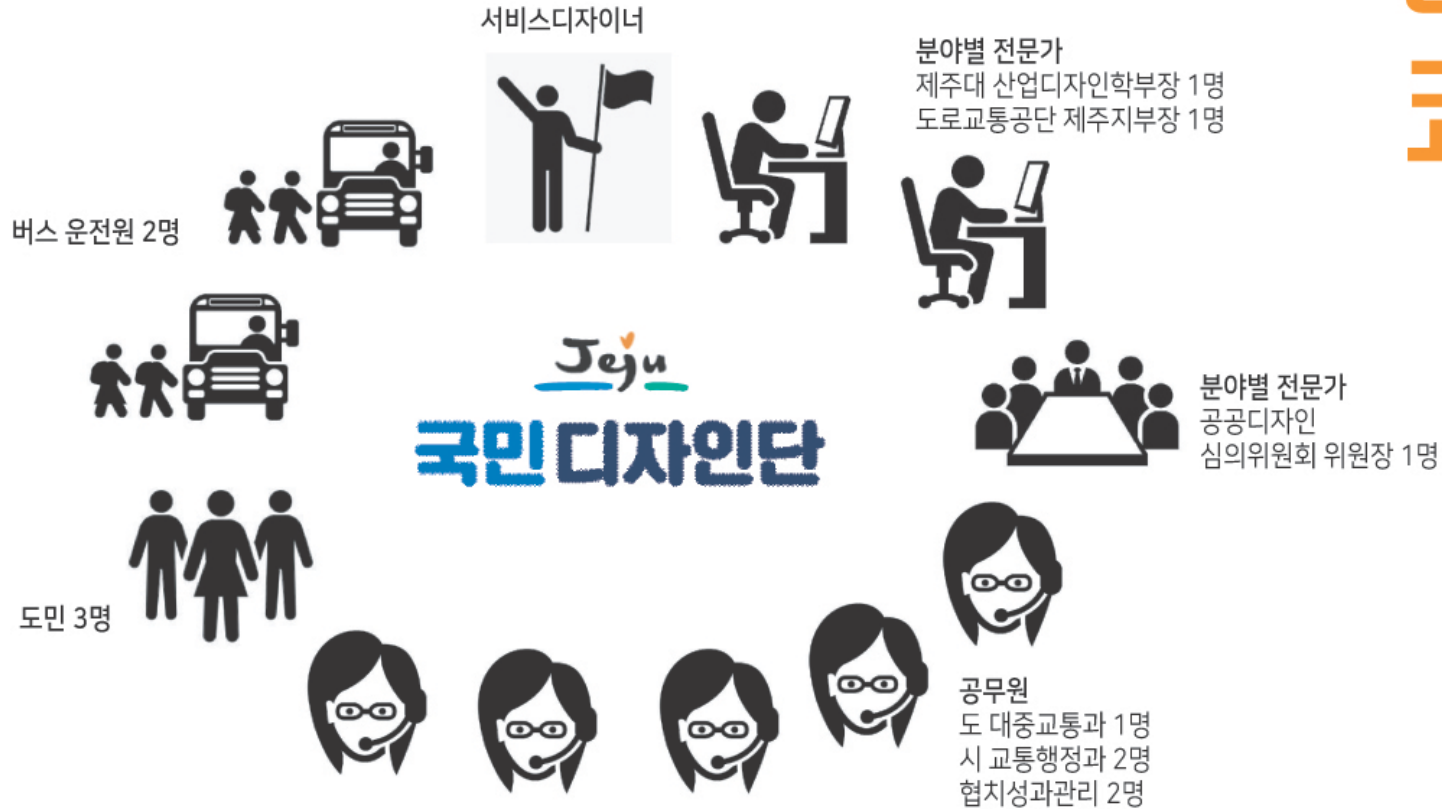 서비스디자이너
분야별 전문가
제주대 산업디자인학부장 1명
도로교통공단 제주지부장 1명
버스 운전원 2명
Jeju
국민디자인단
분야별 전문가
공공디자인
심의위원회 위원장 1명
도민 3명
공무원
도 대중교통과 1명
시 교통행정과 2명
협치성과관리 2명